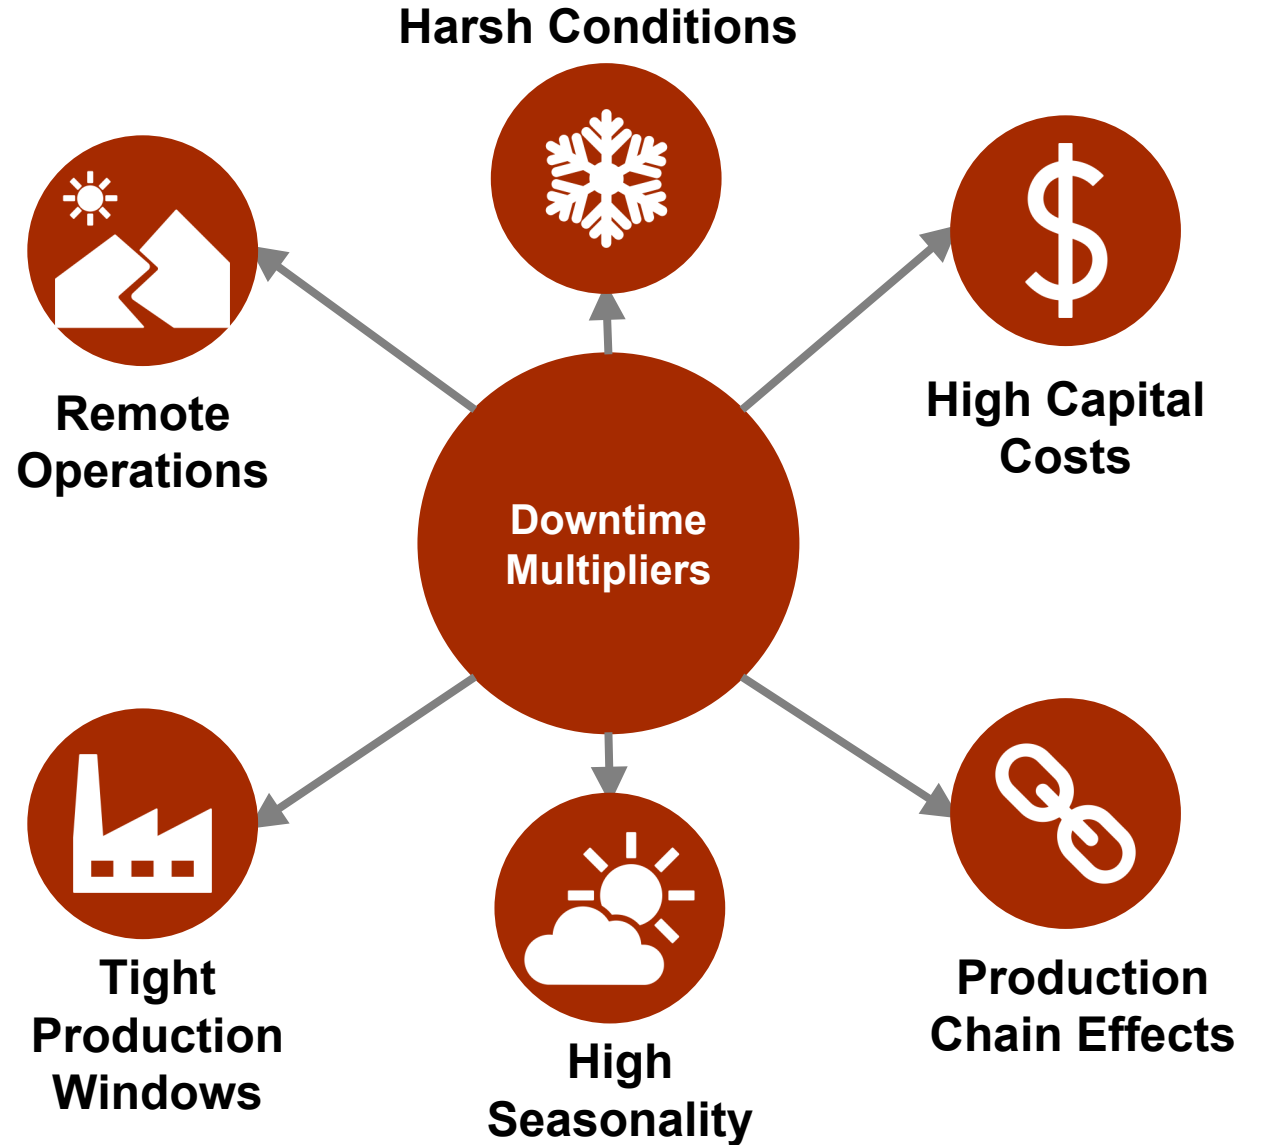 Harsh Conditions
Remote
Operations
High Capital
Costs
Downtime
Multipliers
Tight
Production
Windows
High
Seasonality
Production
Chain Effects